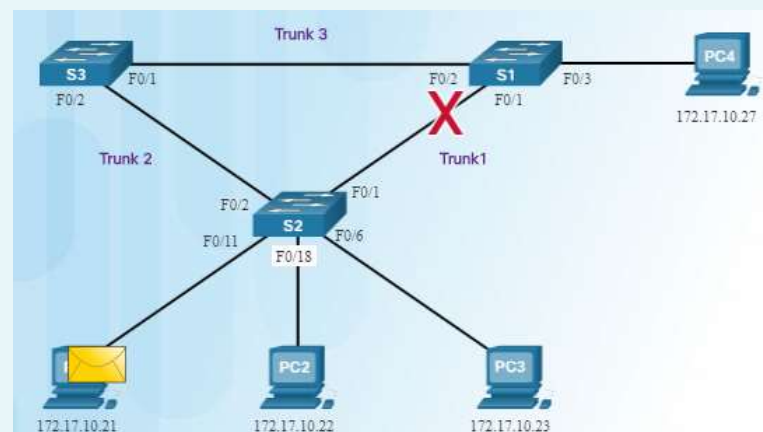 Trunk 3
S3
F0/1
F0/2
S1
F0/3
PC4
F0/2
F0/1
172.17.10.27
Trunk 2
Trunk1
F0/2
F0/1
S2
F0/11
F0/6
F0/18
PC2
PC3
172.17.10.21
172.17.10.22
172.17.10.23